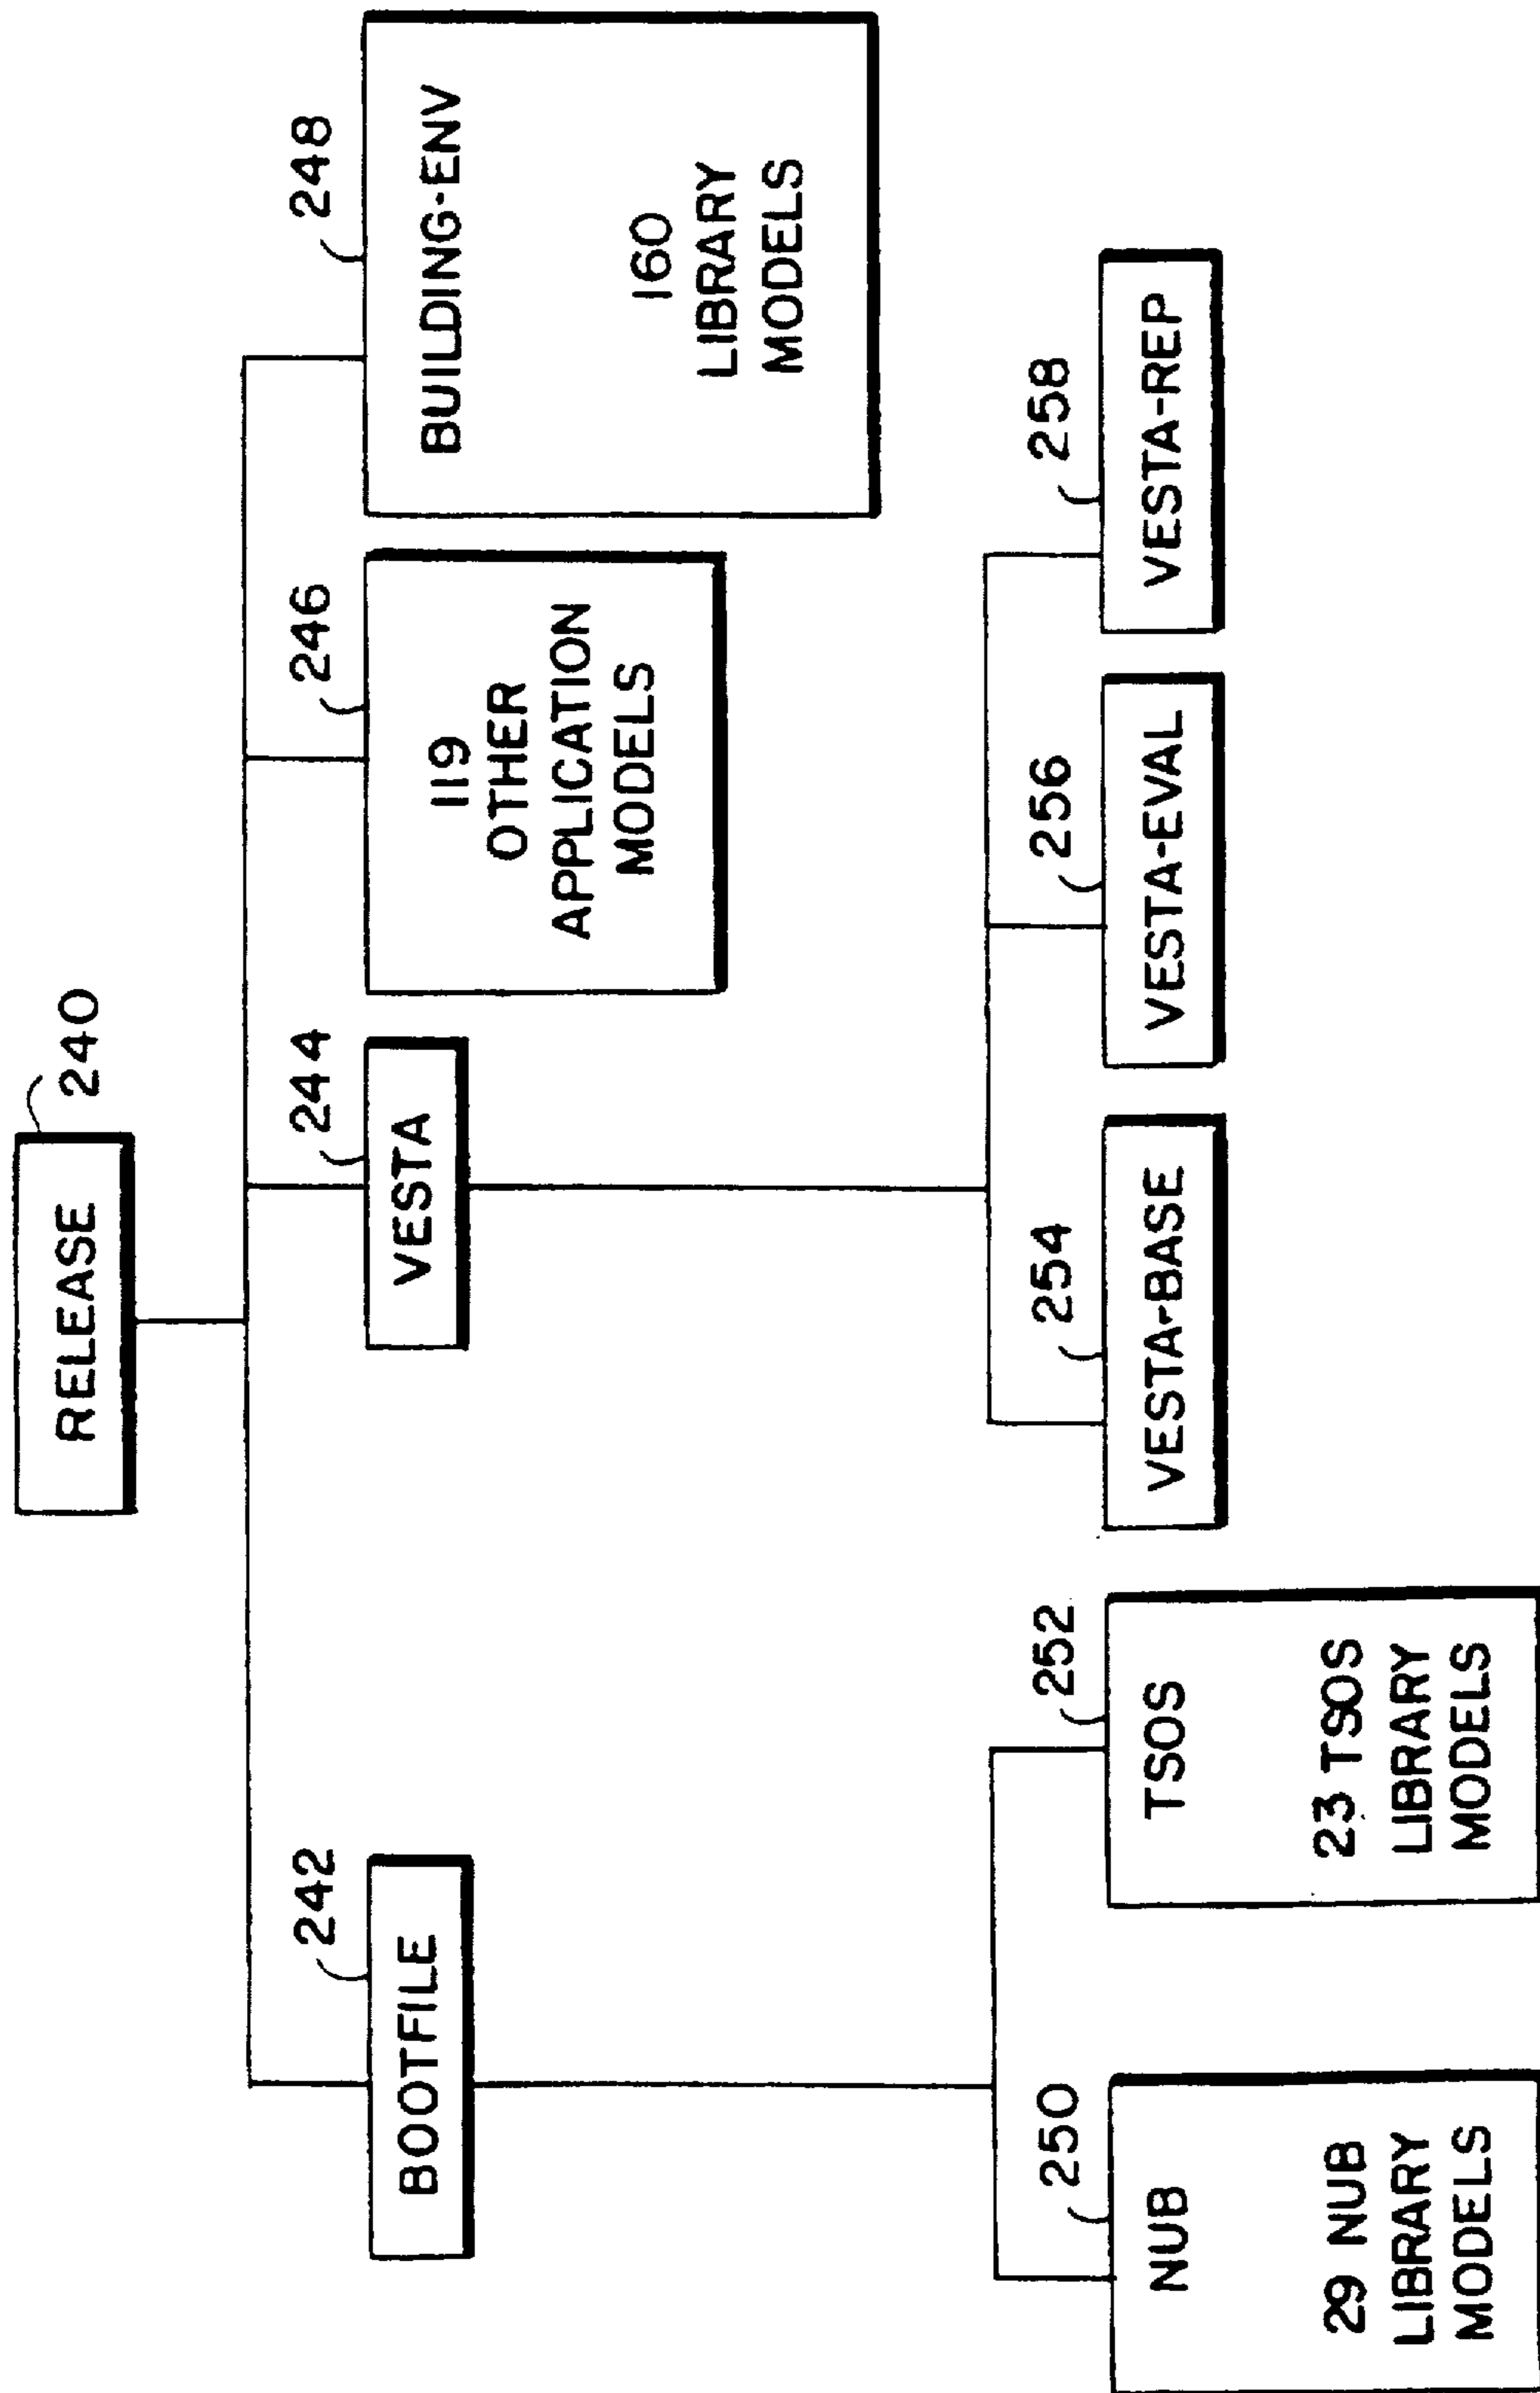 RELEASE
240
242
BOOTFILE
244
VESTA
246
119
OTHER
APPLICATION
MODELS
248
BUILDING-ENV
160
LIBRARY
MODELS
250
NUB
29 NUB
LIBRARY
MODELS
252
TSOS
23 TSOS
LIBRARY
MODELS
254
VESTA-BASE
256
VESTA-EVAL
258
VESTA-REP